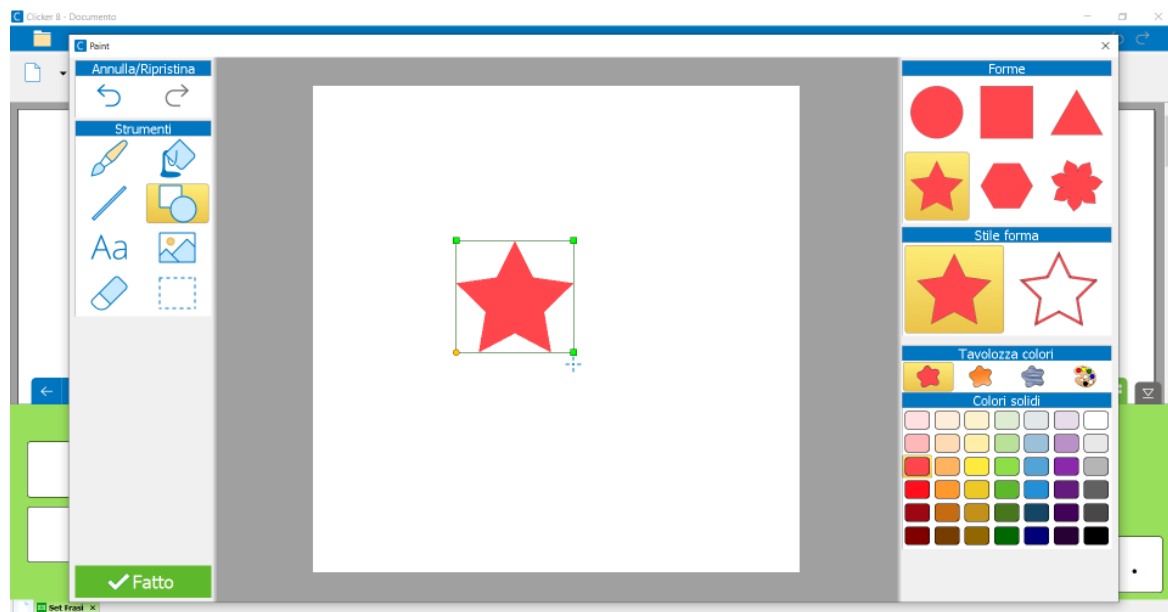 Clicker 8 - Documento
Paint
Annulla/Ripristina
Strumenti
Aa
Fatto
Forme
Stile forma
Tavolozza colori
Colori solidi
Set Frasi